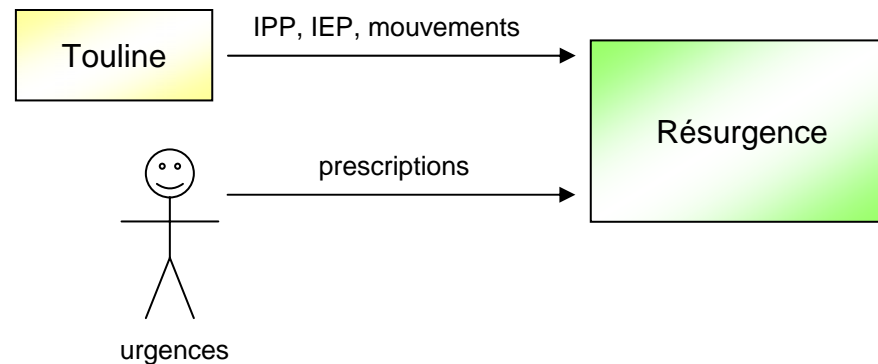 IPP, IEP, mouvements
Touline
Résurgence
prescriptions
urgences